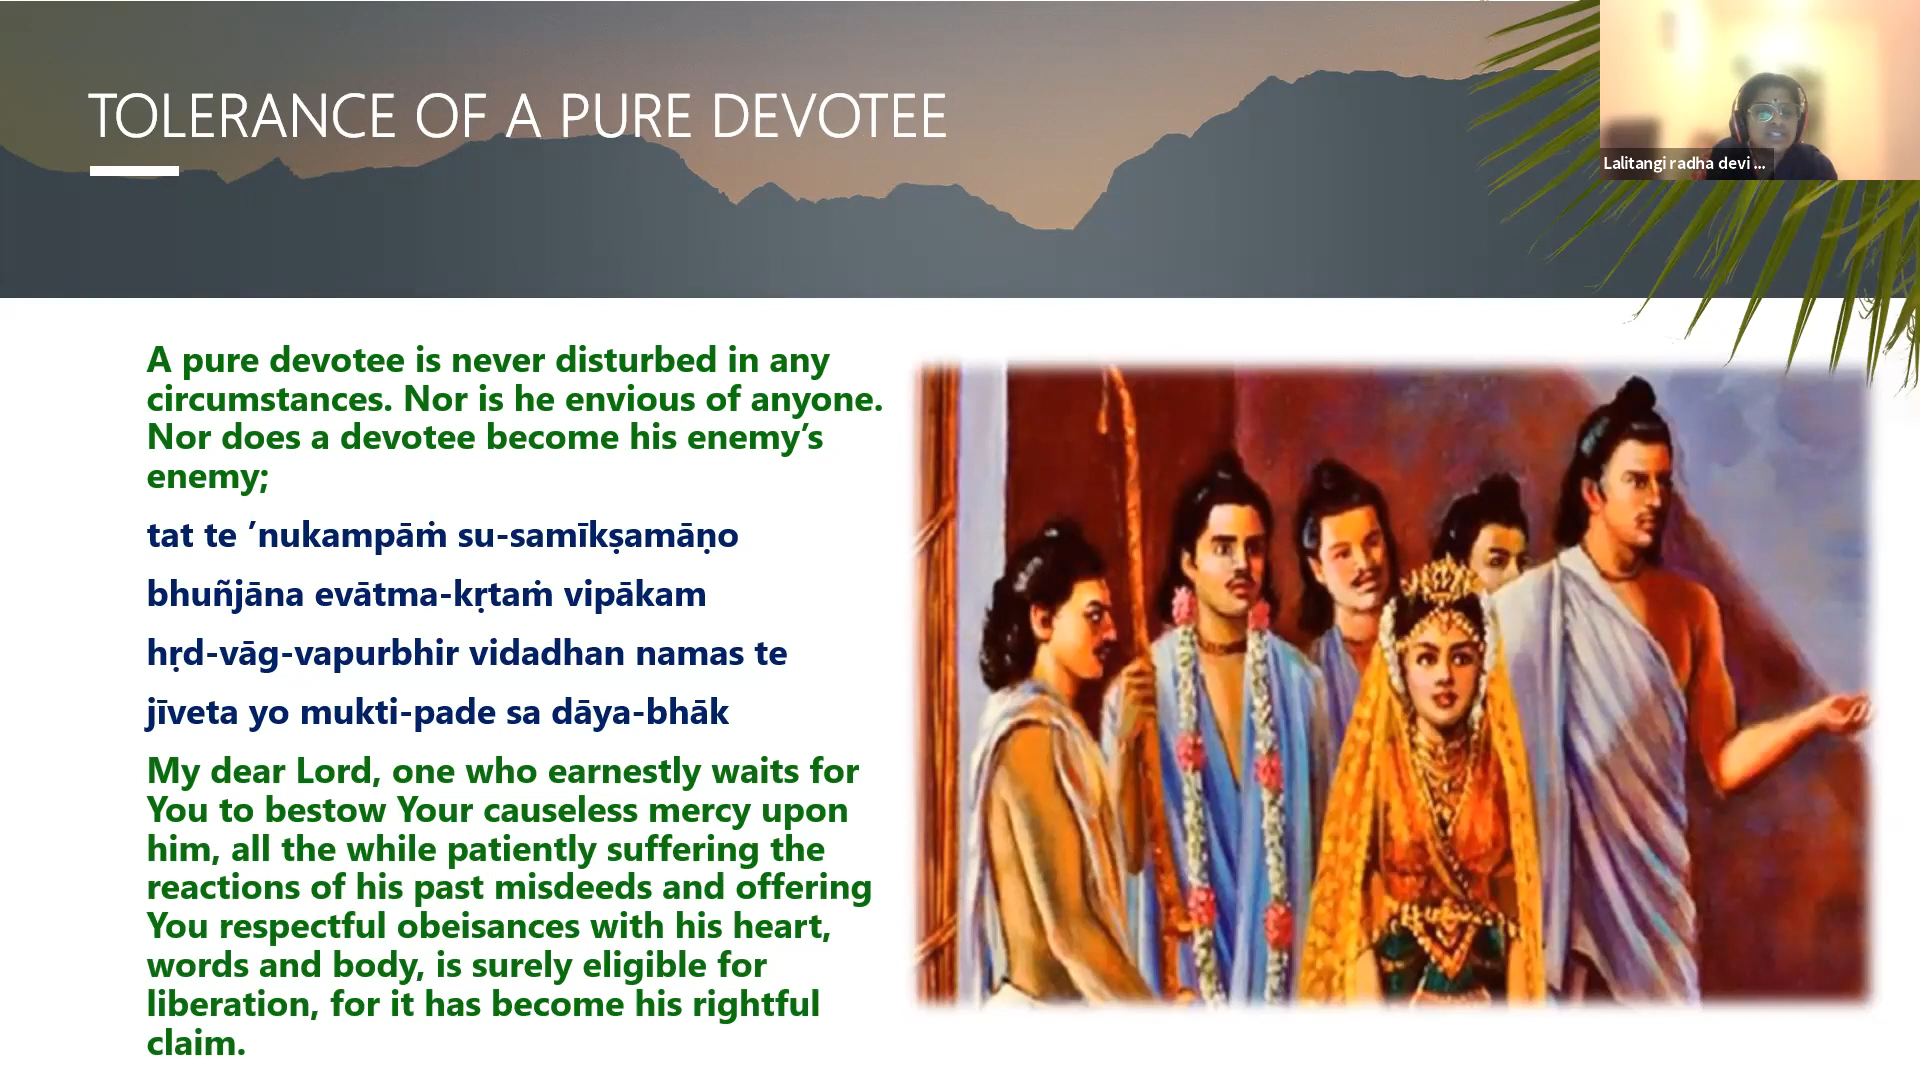 TOLERANCE OF A PURE DEVOTEE
Lalitangi radha devi ...
A pure devotee is never disturbed in any
circumstances. Nor is he envious of anyone.
Nor does a devotee become his enemy’s
enemy;
tat te ’nukampāṁ su-samīkṣamāṇo
bhuñjāna evātma-kṛtaṁ vipākam
hṛd-vāg-vapurbhir vidadhan namas te
jīveta yo mukti-pade sa dāya-bhāk
My dear Lord, one who earnestly waits for
You to bestow Your causeless mercy upon
him, all the while patiently suffering the
reactions of his past misdeeds and offering
You respectful obeisances with his heart,
words and body, is surely eligible for
liberation, for it has become his rightful
claim.